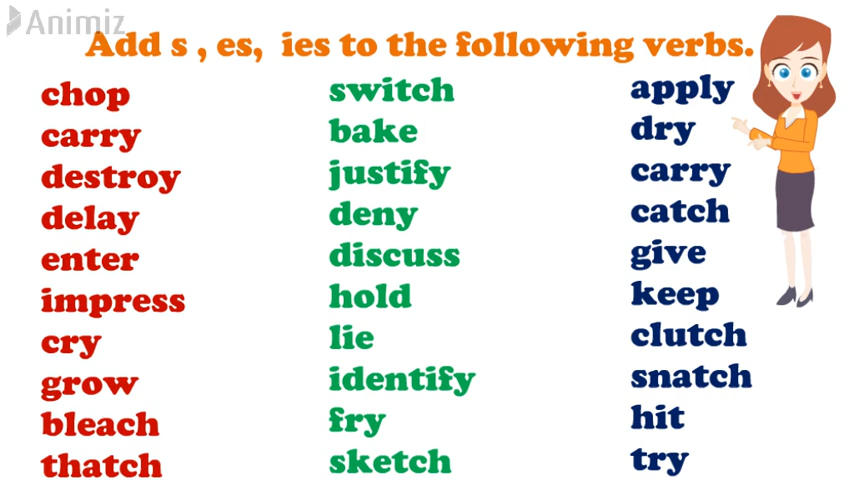 Animiz
Add s , es, ies to the following verbs.
chop
carry
destroy
delay
enter
impress
cry
grow
bleach
thatch
switch
bake
justify
deny
discuss
hold
lie
identify
fry
sketch
apply
dry
carry
catch
give
keep
clutch
snatch
hit
try